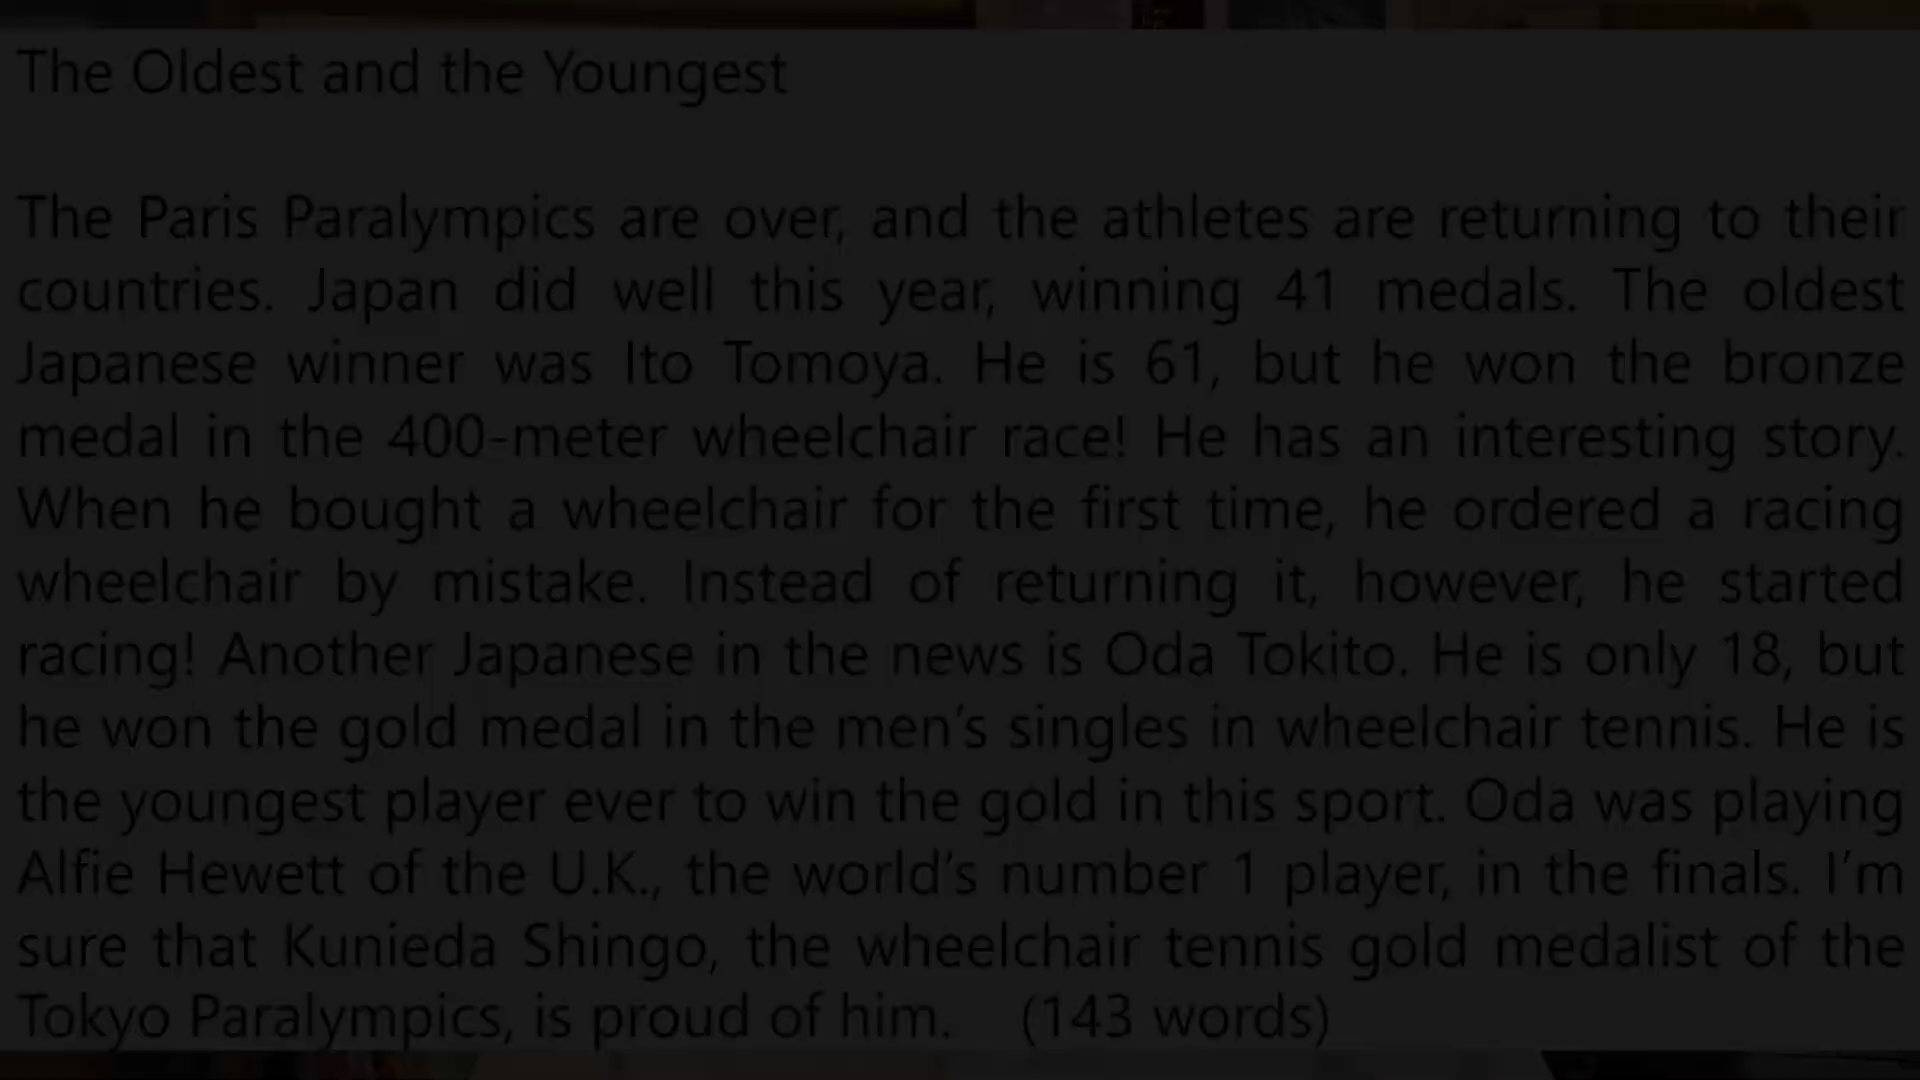 The Oldest and the Youngest
The Paris Paralympics are over, and the athletes are returning to their
countries. Japan did well this year, winning 41 medals. The oldest
Japanese winner was Ito Tomoya. He is 61, but he won the bronze
medal in the 400-meter wheelchair race! He has an interesting story.
When he bought a wheelchair for the first time, he ordered a racing
wheelchair by mistake. Instead of returning it, however, he started
racing! Another Japanese in the news is Oda Tokito. He is only 18, but
he won the gold medal in the men’s singles in wheelchair tennis. He is
the youngest player ever to win the gold in this sport. Oda was playing
Alfie Hewett of the U.K., the world’s number 1 player, in the finals. I’m
sure that Kunieda Shingo, the wheelchair tennis gold medalist of the
Tokyo Paralympics, is proud of him. (143 words)